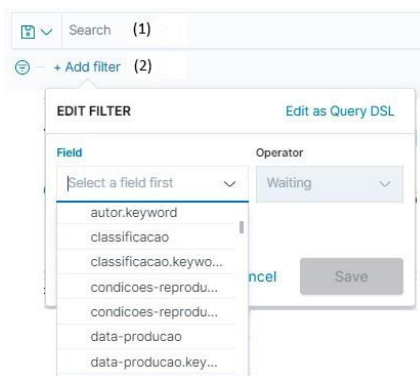 Search (1)
+ Add filter (2)
EDIT FILTER Edit as Query DSL
Field Operator
Select a field first Waiting
autor.keyword
classificacao
classificacao.keywo...
condicoes-reprodu...
ncel Save
condicoes-reprodu...
data-producao
data-producao.key...